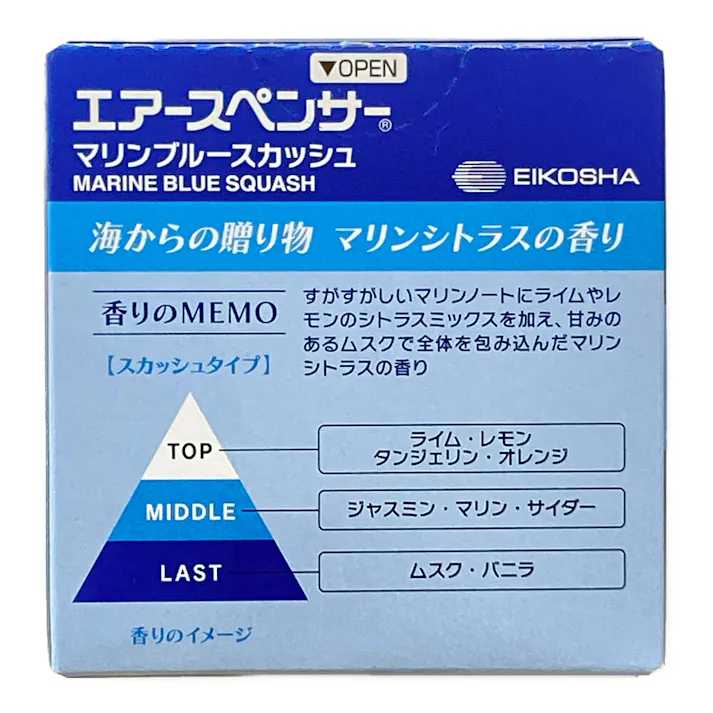 ▼OPEN
エアースペンサー®
マリンブルースカッシュ
MARINE BLUE SQUASH
EIKOSHA
海からの贈り物 マリンシトラスの香り
香りのMEMO
【スカッシュタイプ】
すがすがしいマリンノートにライムやレ
モンのシトラスミックスを加え、甘みの
あるムスクで全体を包み込んだマリン
シトラスの香り
TOP
ライム・レモン
タンジェリン・オレンジ
MIDDLE
ジャスミン・マリン・サイダー
LAST
ムスク・バニラ
香りのイメージ